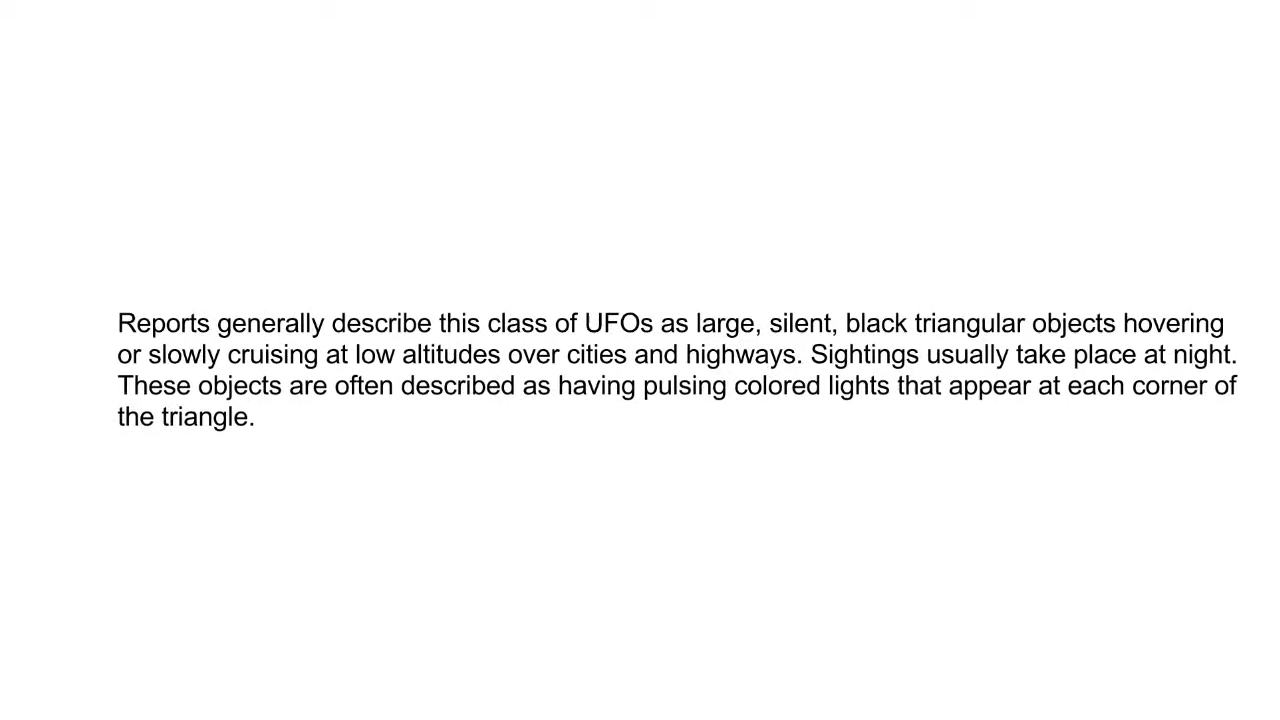 Reports generally describe this class of UFOs as large, silent, black triangular objects hovering
or slowly cruising at low altitudes over cities and highways. Sightings usually take place at night.
These objects are often described as having pulsing colored lights that appear at each corner of
the triangle.